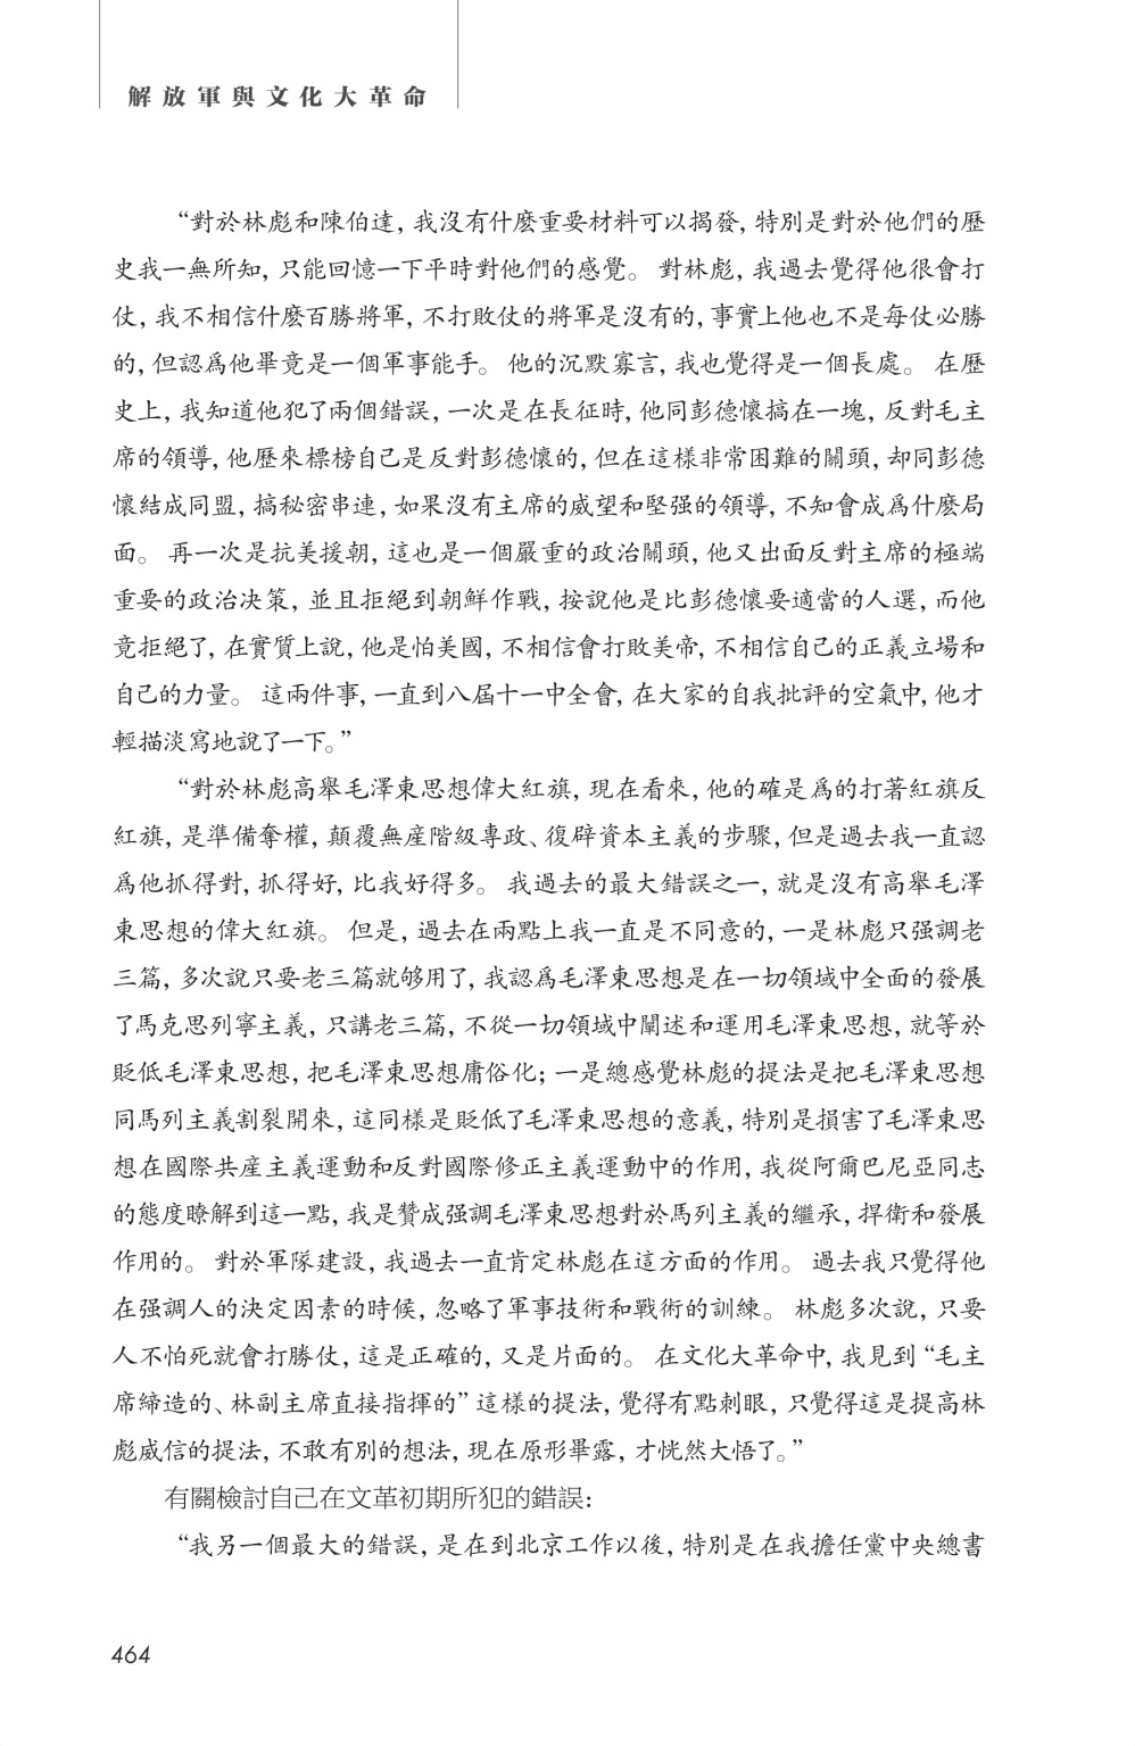 解放軍與文化大革命
“對於林彪和陳伯達，我沒有什麽重要材料可以揭發，特別是對於他們的歷
史我一無所知，只能回憶一下平時對他們的感覺。 對林彪，我過去覺得他很會打
仗，我不相信什麽百勝將軍，不打敗仗的將軍是沒有的，事實上他也不是每仗必勝
的，但認爲他畢竟是一個軍事能手。 他的沉默寡言，我也覺得是一個長處。 在歷
史上，我知道他犯了兩個錯誤，一次是在長征時，他同彭德懷搞在一塊，反對毛主
席的領導，他歷來標榜自己是反對彭德懷的，但在這樣非常困難的關頭，却同彭德
懷結成同盟，搞秘密串連，如果沒有主席的威望和堅强的領導，不知會成爲什麽局
面。 再一次是抗美援朝，這也是一個嚴重的政治關頭，他又出面反對主席的極端
重要的政治决策，並且拒絕到朝鮮作戰，按說他是比彭德懷要適當的人選，而他
竟拒絕了，在實質上說，他是怕美國，不相信會打敗美帝，不相信自己的正義立場和
自己的力量。 這兩件事，一直到八屆十一中全會，在大家的自我批評的空氣中，他才
輕描淡寫地說了一下。”
“對於林彪高舉毛澤東思想偉大紅旗，現在看來，他的確是爲的打著紅旗反
紅旗，是準備奪權，顛覆無産階級專政、復辟資本主義的步驟，但是過去我一直認
爲他抓得對，抓得好，比我好得多。 我過去的最大錯誤之一，就是沒有高舉毛澤
東思想的偉大紅旗。 但是，過去在兩點上我一直是不同意的，一是林彪只强調老
三篇，多次說只要老三篇就够用了，我認爲毛澤東思想是在一切領域中全面的發展
了馬克思列寧主義，只講老三篇，不從一切領域中闡述和運用毛澤東思想，就等於
貶低毛澤東思想，把毛澤東思想庸俗化；一是總感覺林彪的提法是把毛澤東思想
同馬列主義割裂開來，這同樣是貶低了毛澤東思想的意義，特別是損害了毛澤東思
想在國際共産主義運動和反對國際修正主義運動中的作用，我從阿爾巴尼亞同志
的態度瞭解到這一點，我是贊成强調毛澤東思想對於馬列主義的繼承，捍衛和發展
作用的。 對於軍隊建設，我過去一直肯定林彪在這方面的作用。 過去我只覺得他
在强調人的决定因素的時候，忽略了軍事技術和戰術的訓練。 林彪多次說，只要
人不怕死就會打勝仗，這是正確的，又是片面的。 在文化大革命中，我見到“毛主
席締造的、林副主席直接指揮的”這樣的提法，覺得有點刺眼，只覺得這是提高林
彪威信的提法，不敢有別的想法，現在原形畢露，才恍然大悟了。”
有關檢討自己在文革初期所犯的錯誤：
“我另一個最大的錯誤，是在到北京工作以後，特別是在我擔任黨中央總書
464